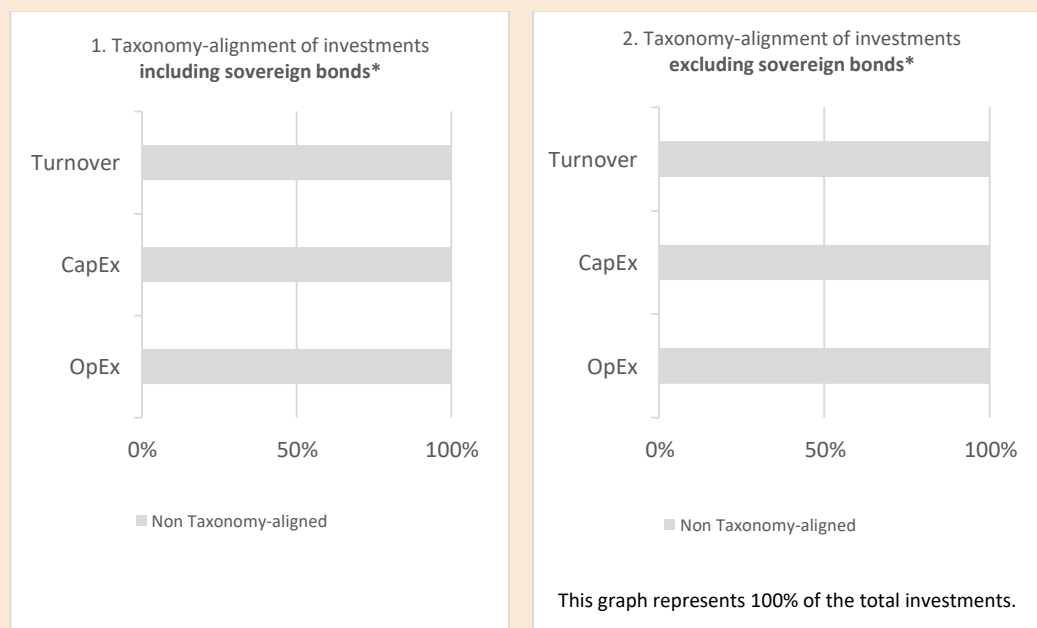 1. Taxonomy-alignment of investments
including sovereign bonds*
Turnover
CapEx
OpEx
0% 50% 100%
Non Taxonomy-aligned
2. Taxonomy-alignment of investments
excluding sovereign bonds*
Turnover
CapEx
OpEx
0% 50% 100%
Non Taxonomy-aligned
This graph represents 100% of the total investments.